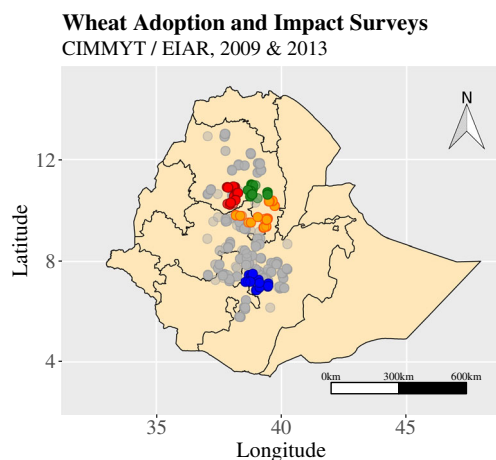 Wheat Adoption and Impact Surveys
CIMMYT / EIAR, 2009 & 2013
N
12
8
4
Latitude
0km 300km 600km
35 40 45
Longitude